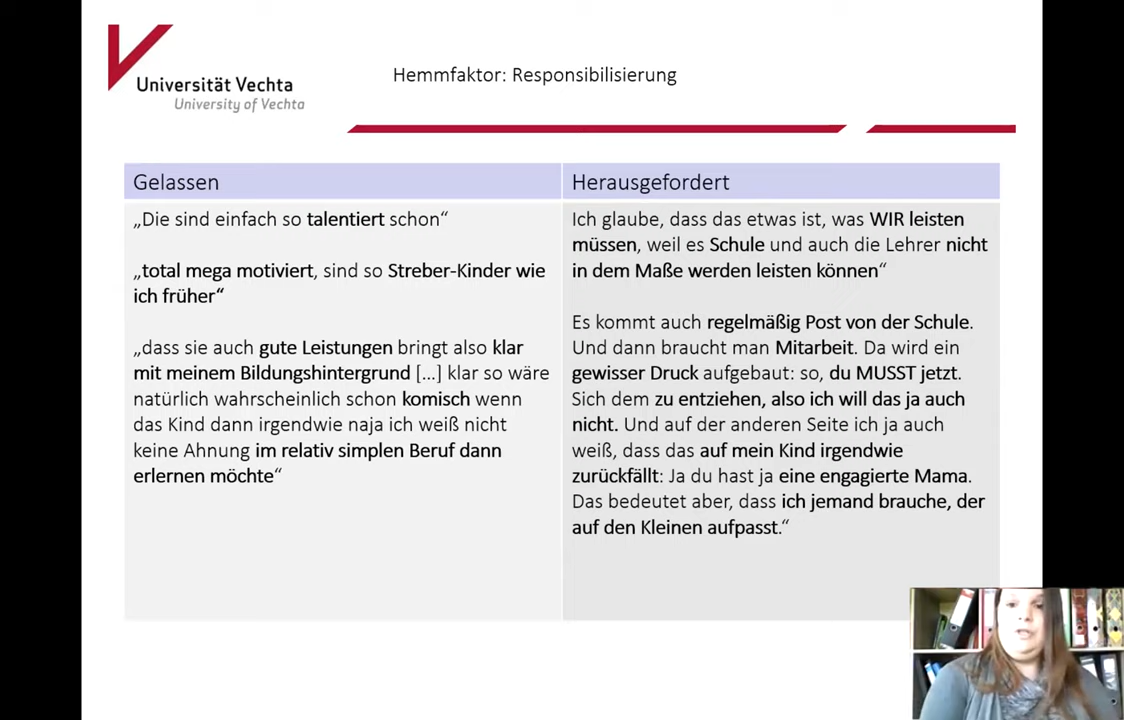 Universität Vechta
University of Vechta
Hemmfaktor: Responsibilisierung
Gelassen
„Die sind einfach so talentiert schon“
„total mega motiviert, sind so Streber-Kinder wie
ich früher“
„dass sie auch gute Leistungen bringt also klar
mit meinem Bildungshintergrund [...] klar so wäre
natürlich wahrscheinlich schon komisch wenn
das Kind dann irgendwie naja ich weiß nicht
keine Ahnung im relativ simplen Beruf dann
erlernen möchte“
Herausgefordert
Ich glaube, dass das etwas ist, was WIR leisten
müssen, weil es Schule und auch die Lehrer nicht
in dem Maße werden leisten können“
Es kommt auch regelmäßig Post von der Schule.
Und dann braucht man Mitarbeit. Da wird ein
gewisser Druck aufgebaut: so, du MUSST jetzt.
Sich dem zu entziehen, also ich will das ja auch
nicht. Und auf der anderen Seite ich ja auch
weiß, dass das auf mein Kind irgendwie
zurückfällt: Ja du hast ja eine engagierte Mama.
Das bedeutet aber, dass ich jemand brauche, der
auf den Kleinen aufpasst.“